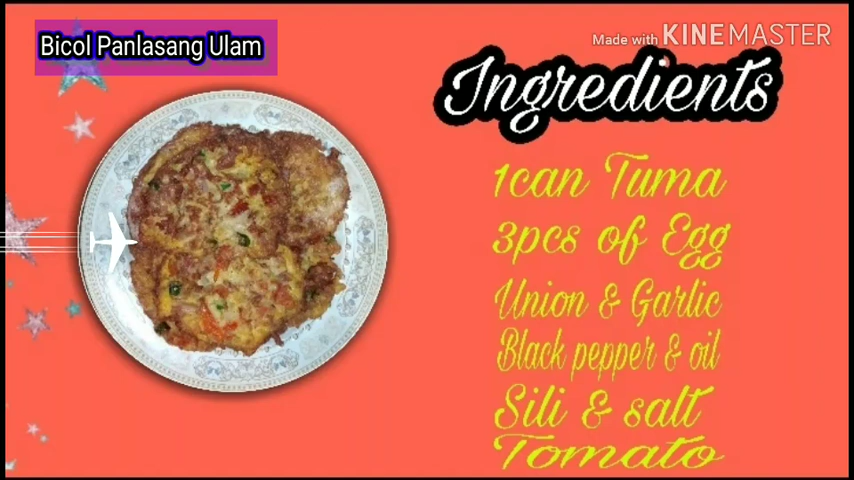 Bicol Panlasang Ulam
Made with KINEMASTER
Ingredients
1can Tuma
3pcs of Egg
Union & Garlic
Black pepper & oil
Sili & salt
Tomato